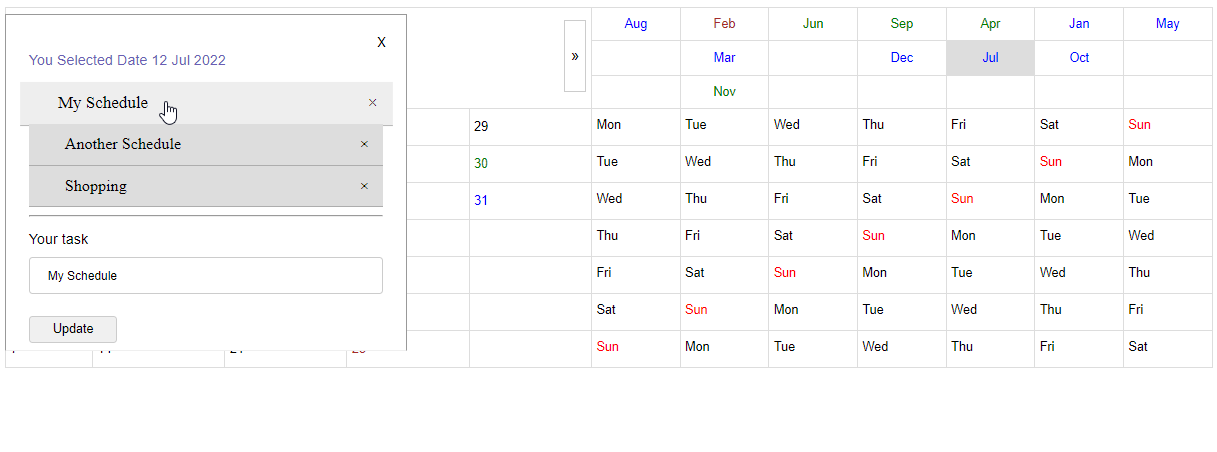 Aug Feb Jun Sep Apr Jan May
X
»
You Selected Date 12 Jul 2022
Mar Dec Jul Oct
Nov
My Schedule ×
29 Mon Tue Wed Thu Fri Sat Sun
Another Schedule ×
30 Tue Wed Thu Fri Sat Sun Mon
Shopping ×
31 Wed Thu Fri Sat Sun Mon Tue
Your task
Thu Fri Sat Sun Mon Tue Wed
My Schedule
Fri Sat Sun Mon Tue Wed Thu
Sat Sun Mon Tue Wed Thu Fri
Update
Sun Mon Tue Wed Thu Fri Sat